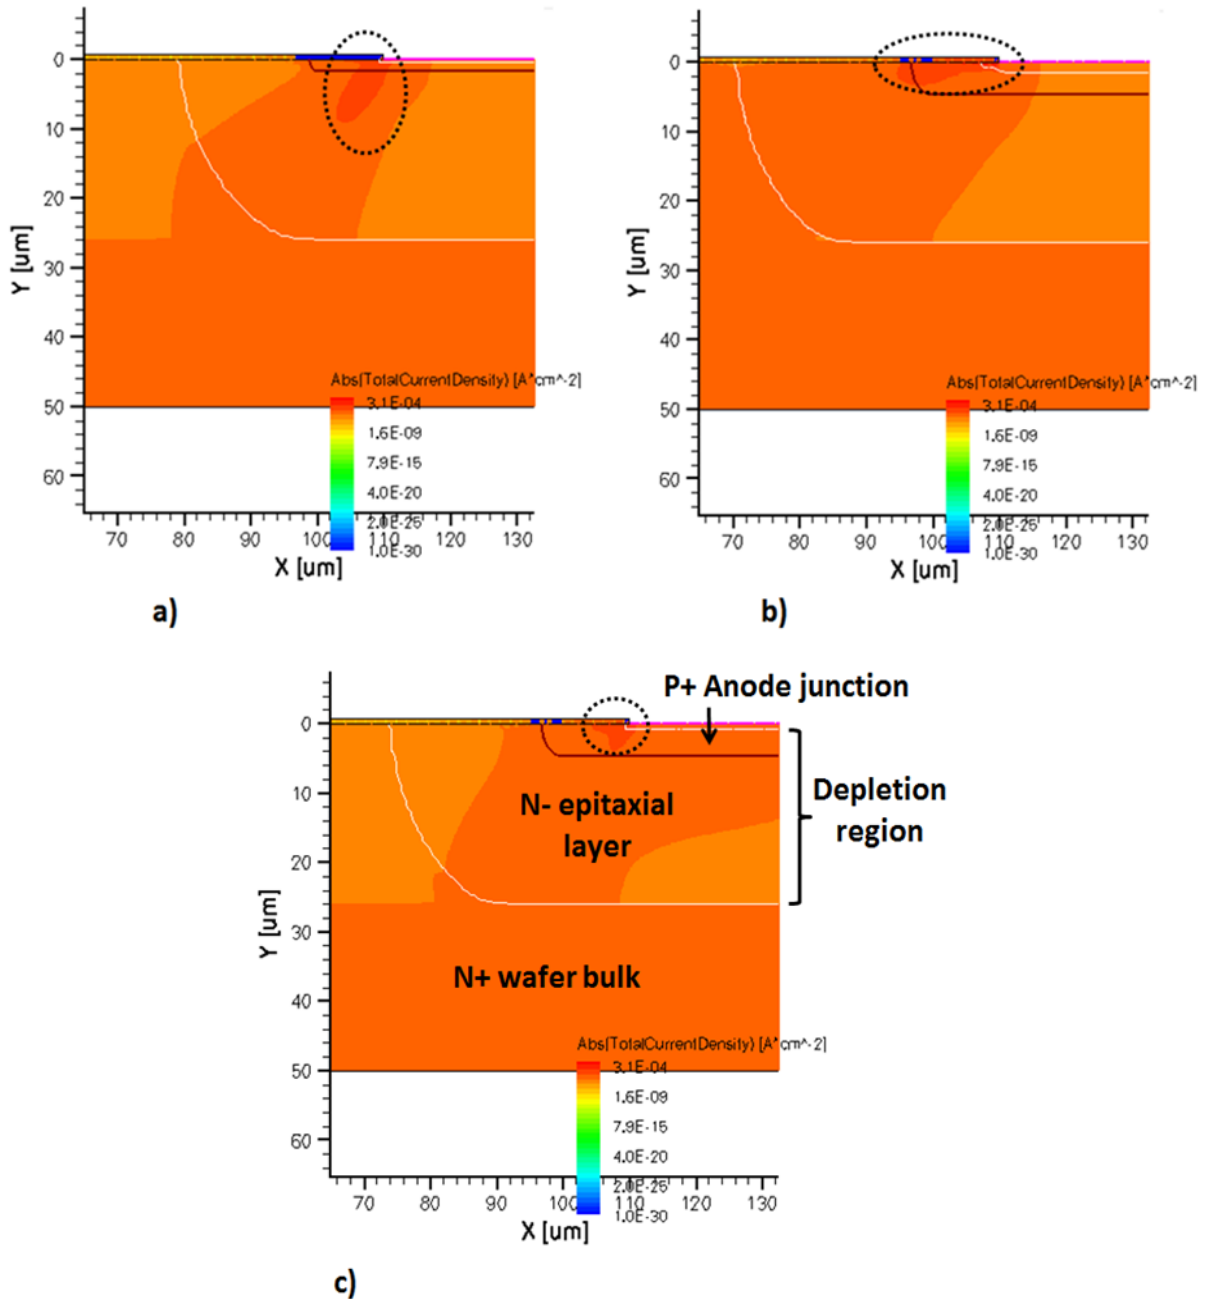 0
10
20
30
40
50
60
Y [um]
Abs(TotalCurrentDensity) [A*cm^-2]
3.1E-04
1.6E-09
7.9E-15
4.0E-20
2.0E-25
1.0E-30
70 80 90 100 110 120 130
X [um]
a)
0
10
20
30
40
50
60
Y [um]
Abs(TotalCurrentDensity) [A*cm^-2]
3.1E-04
1.6E-09
7.9E-15
4.0E-20
2.0E-25
1.0E-30
70 80 90 100 110 120 130
X [um]
b)
P+ Anode junction
0
10
20
30
40
50
60
Y [um]
N- epitaxial
layer
Depletion
region
N+ wafer bulk
Abs(TotalCurrentDensity) [A*cm^-2]
3.1E-04
1.6E-09
7.9E-15
4.0E-20
2.0E-25
1.0E-30
70 80 90 100 110 120 130
X [um]
c)